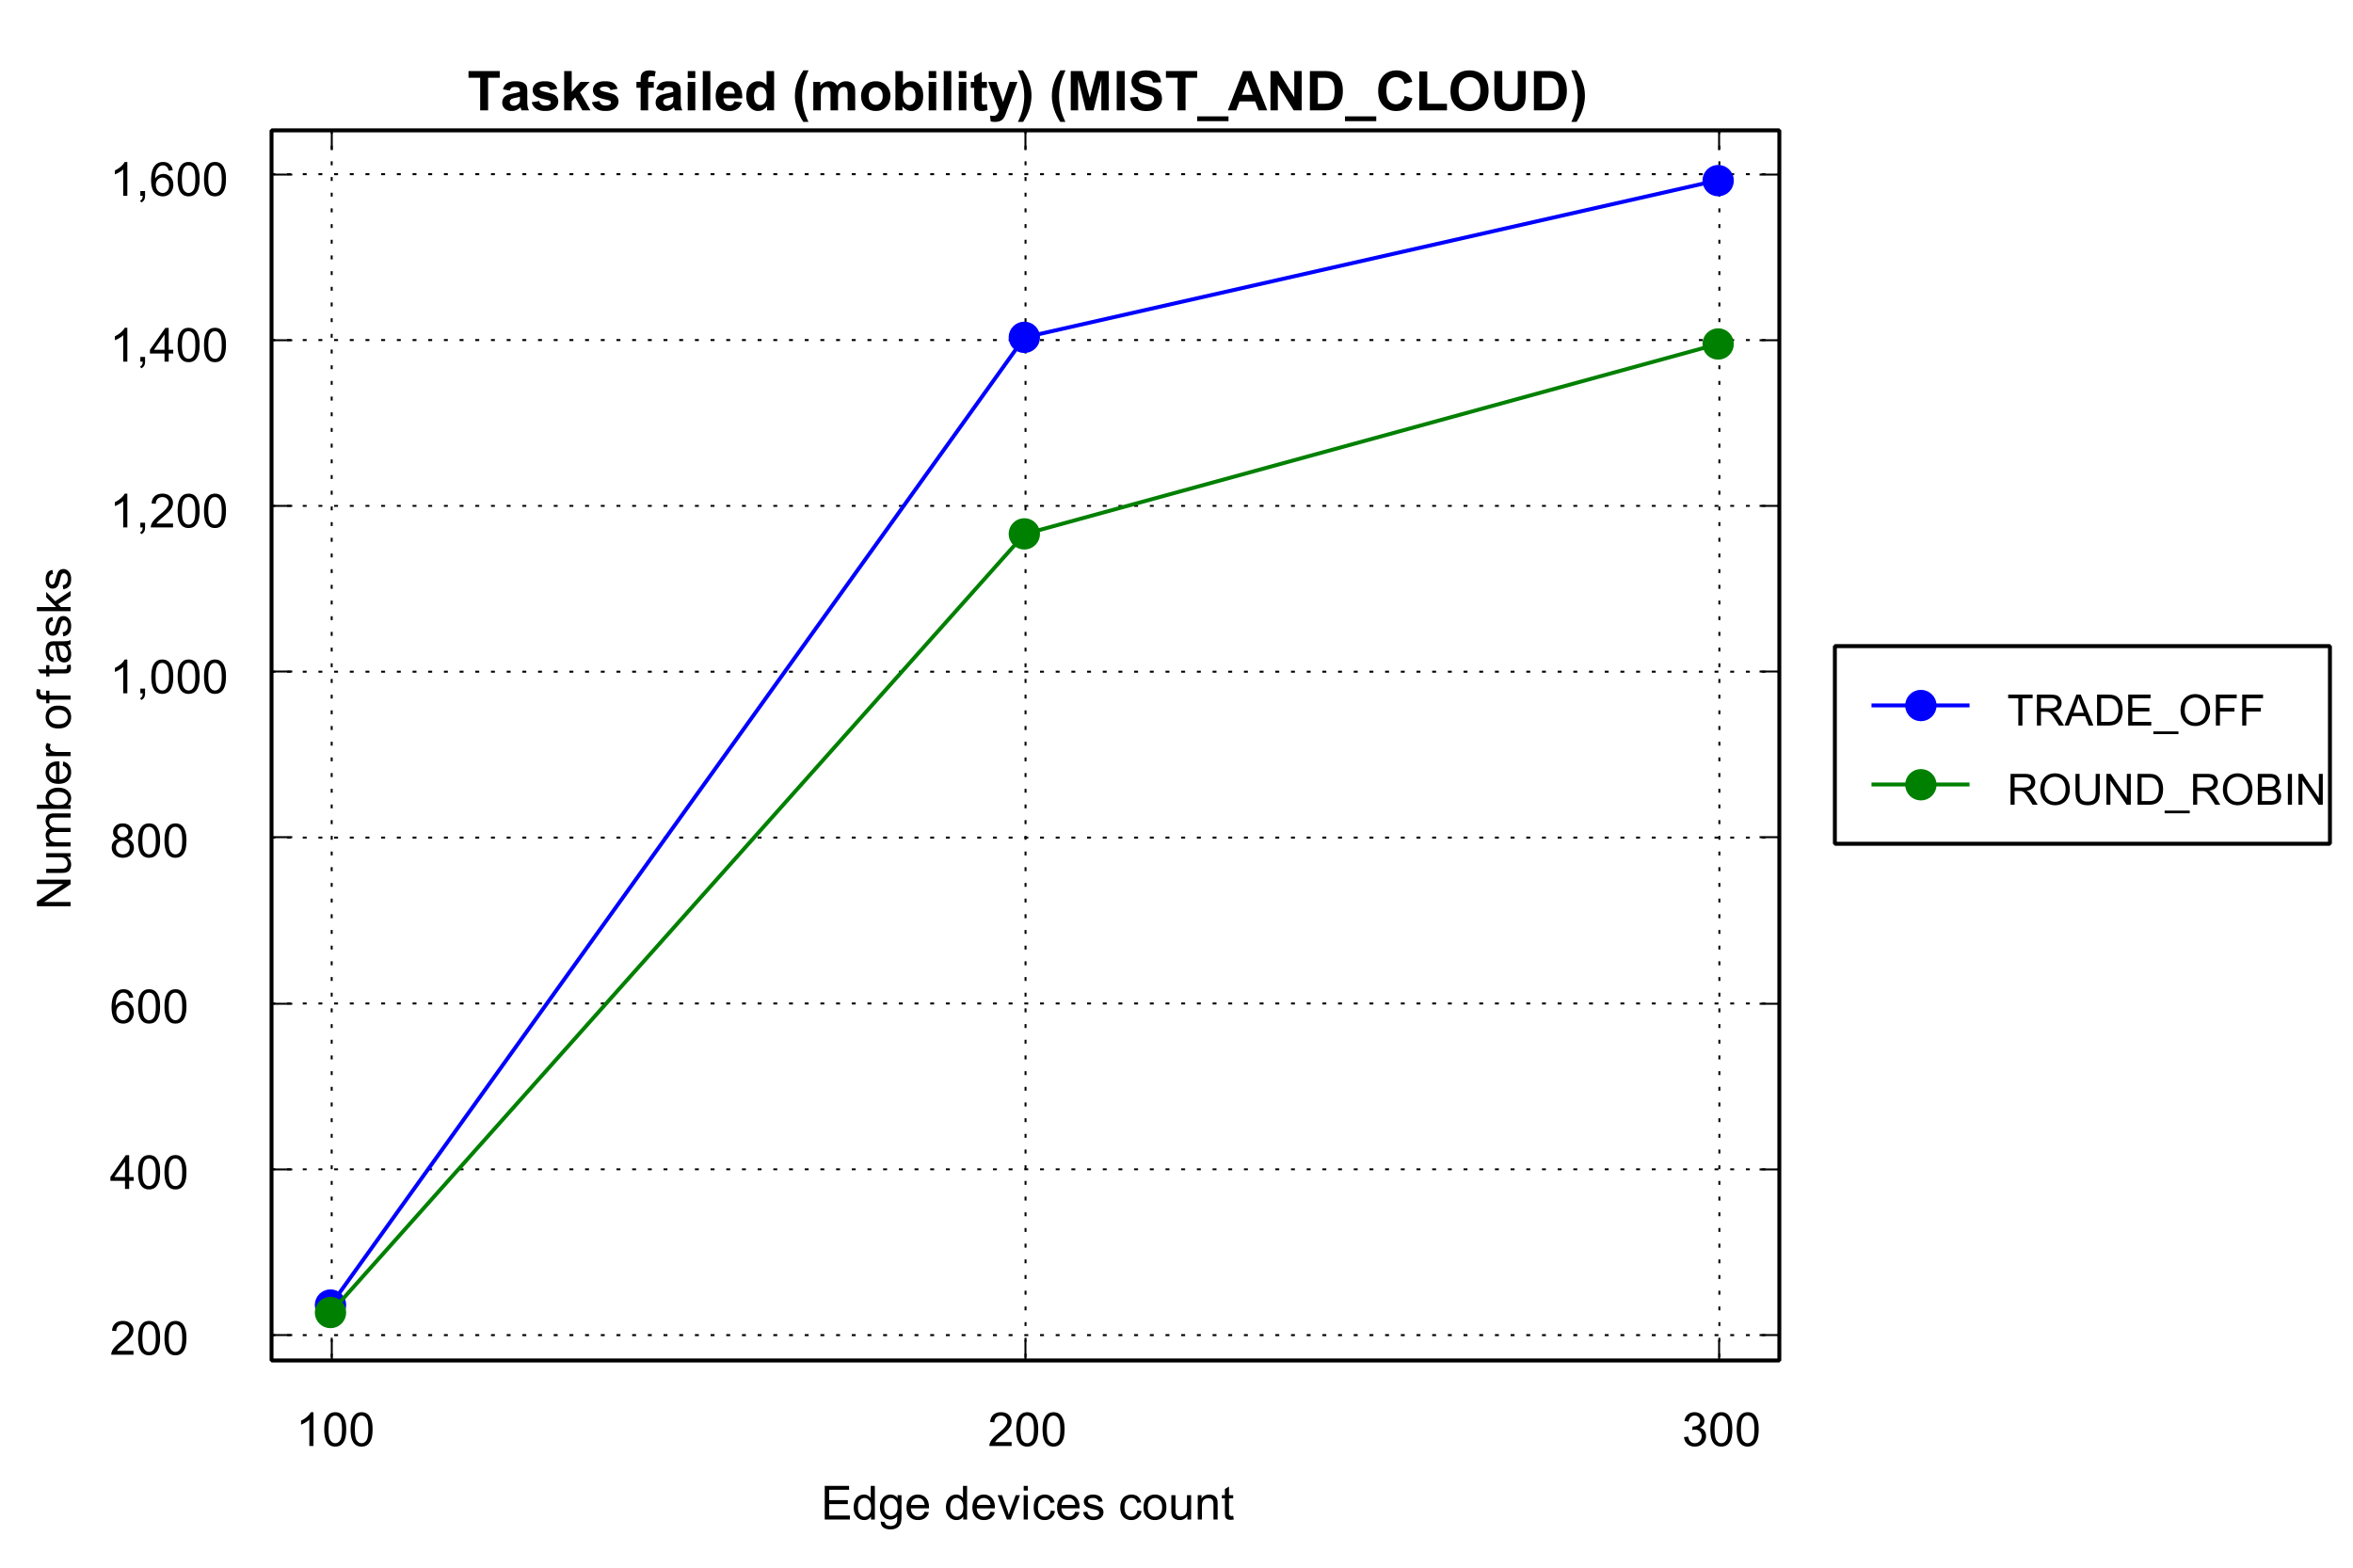 Tasks failed (mobility) (MIST_AND_CLOUD)
1,600
1,400
1,200
1,000
800
600
400
200
Number of tasks
100 200 300
Edge devices count
TRADE_OFF
ROUND_ROBIN